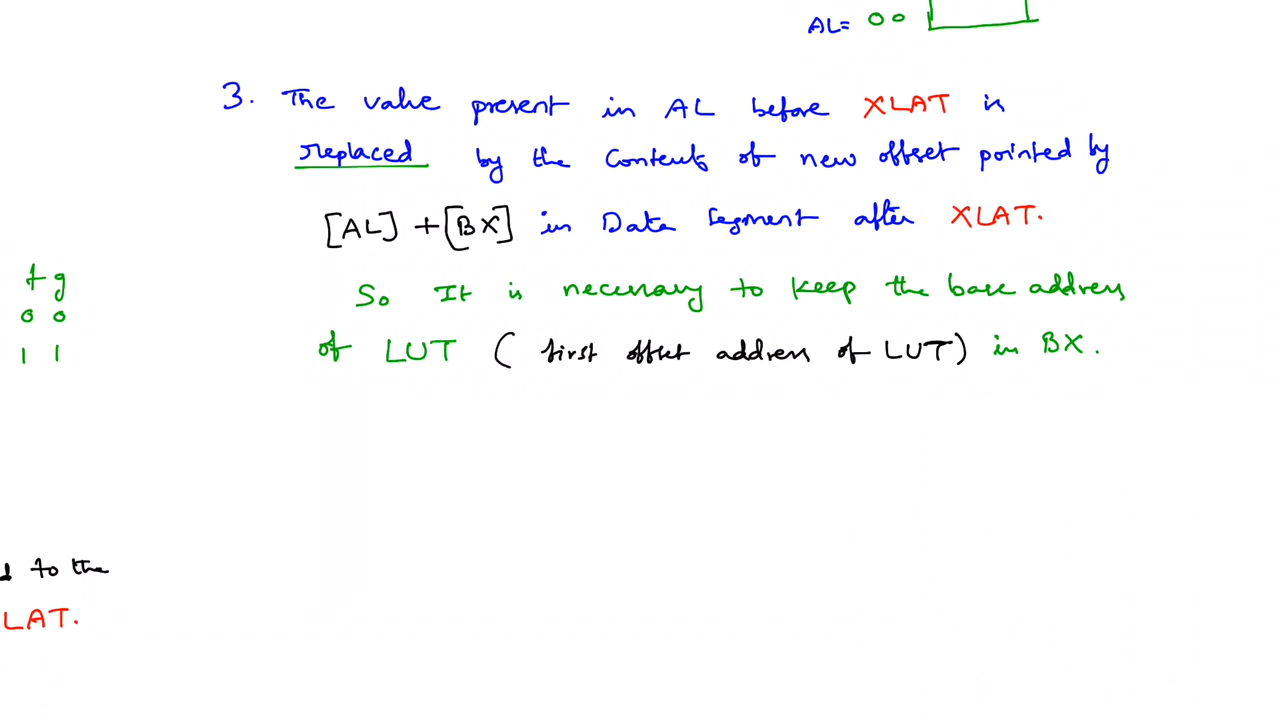 AL= 00
3. The value present in AL before XLAT is
replaced by the contents of new offset pointed by
[AL] + [BX] in Data Segment after XLAT.
f g
0 0
1 1
So It is necessary to keep the base address
of LUT ( first offset address of LUT) in BX.
to the
LAT.